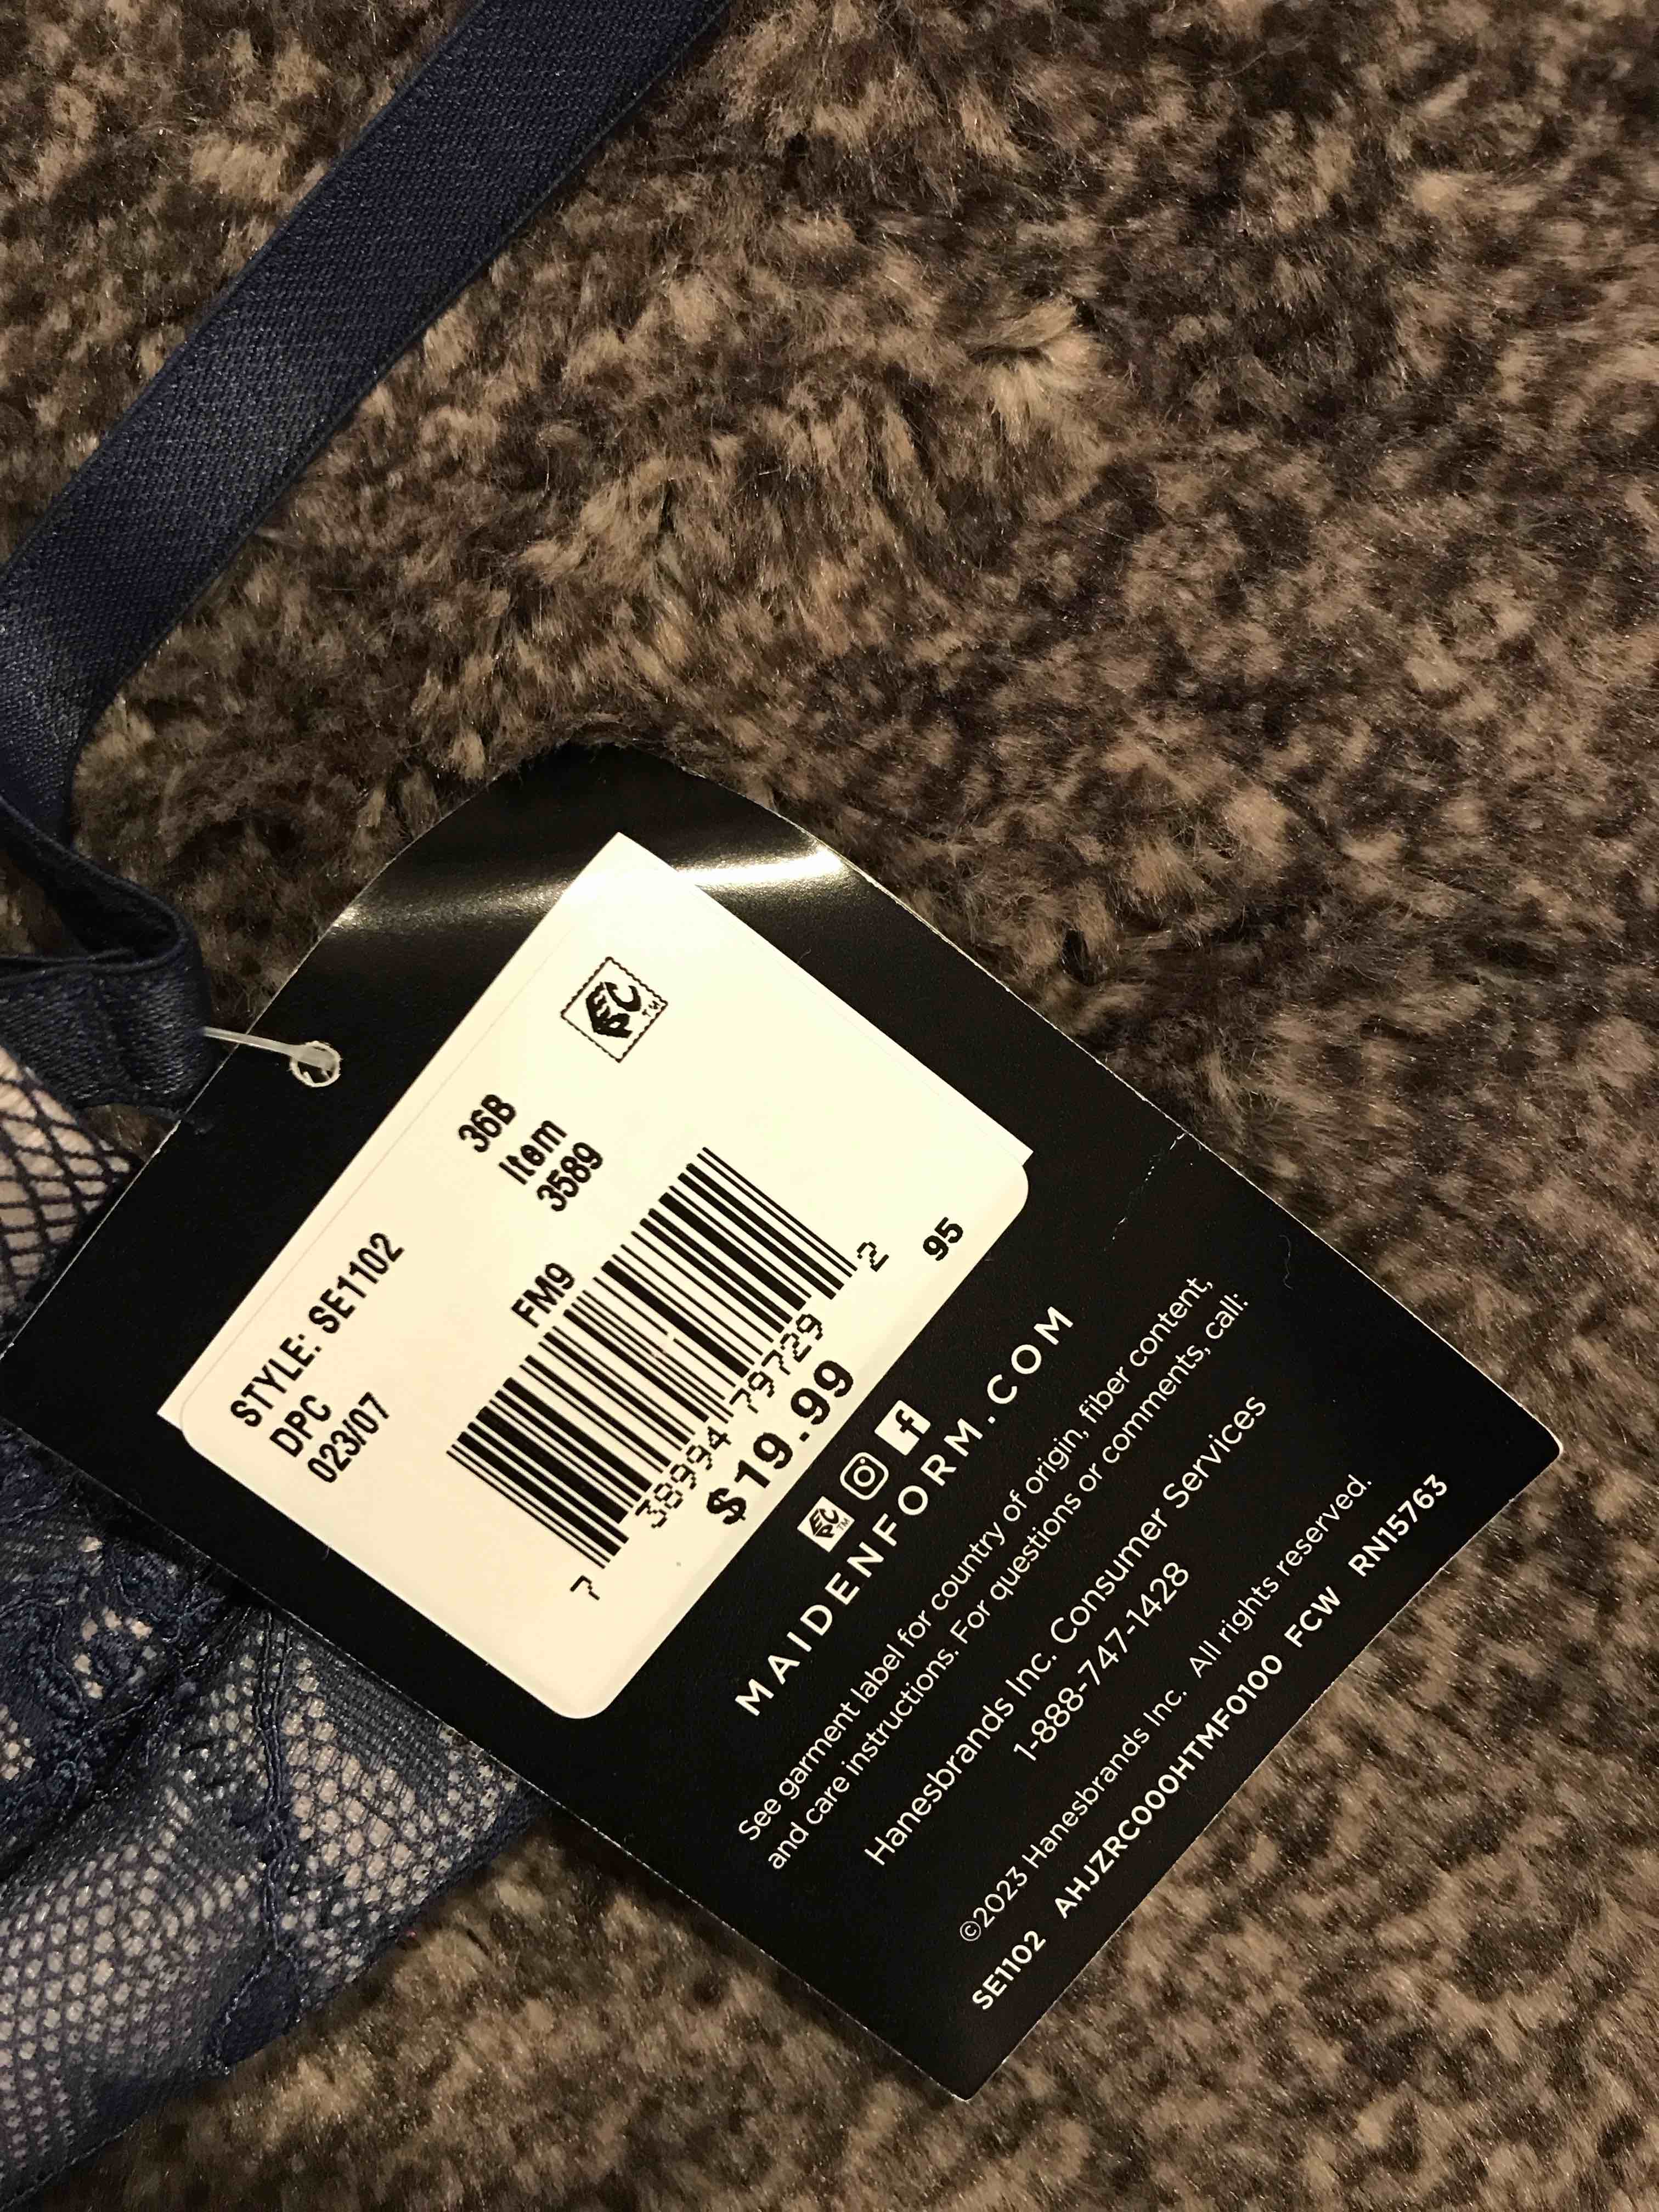 EPC™
36B
Item
3589
STYLE: SE1102
DPC
023/07
FM9
7 38994 79729 2
95
$19.99
EPC™
MAIDENFORM.COM
See garment label for country of origin, fiber content,
and care instructions. For questions or comments, call:
Hanesbrands Inc. Consumer Services
1-888-747-1428
©2023 Hanesbrands Inc. All rights reserved.
SE1102 AHJZRC000HTMF0100 FCW RN15763